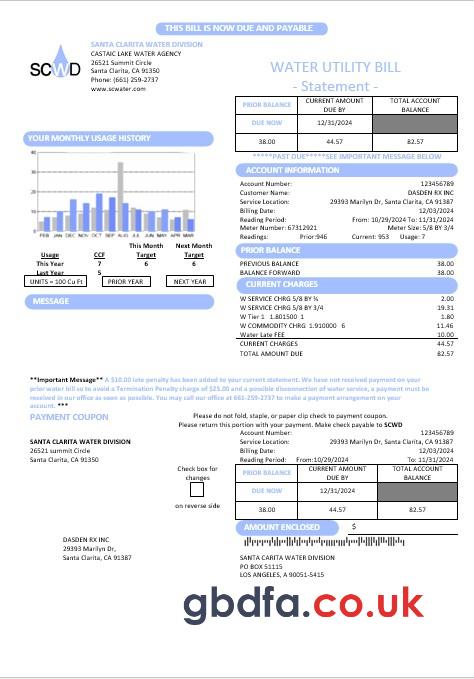 THIS BILL IS NOW DUE AND PAYABLE
SCWD
SANTA CLARITA WATER DIVISION
CASTAIC LAKE WATER AGENCY
26521 Summit Circle
Santa Clarita, CA 91350
Phone: (661) 259-2737
www.scwater.com
WATER UTILITY BILL
- Statement -
PRIOR BALANCE CURRENT AMOUNT DUE BY TOTAL ACCOUNT BALANCE
DUE NOW 12/31/2024
38.00 44.57 82.57
*****PAST DUE*****SEE IMPORTANT MESSAGE BELOW
YOUR MONTHLY USAGE HISTORY
40
30
20
10
0
FEB JAN DEC NOV OCT SEP AUG JUL JUN MAY APR MAR
This Month Next Month
Usage CCF Target Target
This Year 7 6 6
Last Year 5
UNITS = 100 Cu Ft PRIOR YEAR NEXT YEAR
MESSAGE
ACCOUNT INFORMATION
Account Number: 123456789
Customer Name: DASDEN RX INC
Service Location: 29393 Marilyn Dr, Santa Clarita, CA 91387
Billing Date: 12/03/2024
Reading Period: From: 10/29/2024 To: 11/31/2024
Meter Number: 67312921 Meter Size: 5/8 BY 3/4
Readings: Prior:946 Current: 953 Usage: 7
PRIOR BALANCE
PREVIOUS BALANCE 38.00
BALANCE FORWARD 38.00
CURRENT CHARGES
W SERVICE CHRG 5/8 BY ¾ 2.00
W SERVICE CHRG 5/8 BY 3/4 19.31
W Tier 1 1.801500 1 1.80
W COMMODITY CHRG 1.910000 6 11.46
Water Late FEE 10.00
CURRENT CHARGES 44.57
TOTAL AMOUNT DUE 82.57
**Important Message** A $10.00 late penalty has been added to your current statement. We have not received payment on your
prior water bill so to avoid a Termination Penalty charge of $25.00 and a possible disconnection of water service, a payment must be
received in our office as soon as possible. You may call our office at 661-259-2737 to make a payment arrangement on your
account. ***
PAYMENT COUPON
Please do not fold, staple, or paper clip check to payment coupons.
Please return this portion with your payment. Make check payable to SCWD
SANTA CLARITA WATER DIVISION
26521 summit Circle
Santa Clarita, CA 91350
Account Number: 123456789
Service Location: 29393 Marilyn Dr, Santa Clarita, CA 91387
Billing Date: 12/03/2024
Reading Period: From:10/29/2024 To: 11/31/2024
Check box for
changes
on reverse side
PRIOR BALANCE CURRENT AMOUNT DUE BY TOTAL ACCOUNT BALANCE
DUE NOW 12/31/2024
38.00 44.57 82.57
AMOUNT ENCLOSED $
DASDEN RX INC
29393 Marilyn Dr,
Santa Clarita, CA 91387
SANTA CARITA WATER DIVISION
PO BOX 51115
LOS ANGELES, A 90051-5415
gbdfa.co.uk